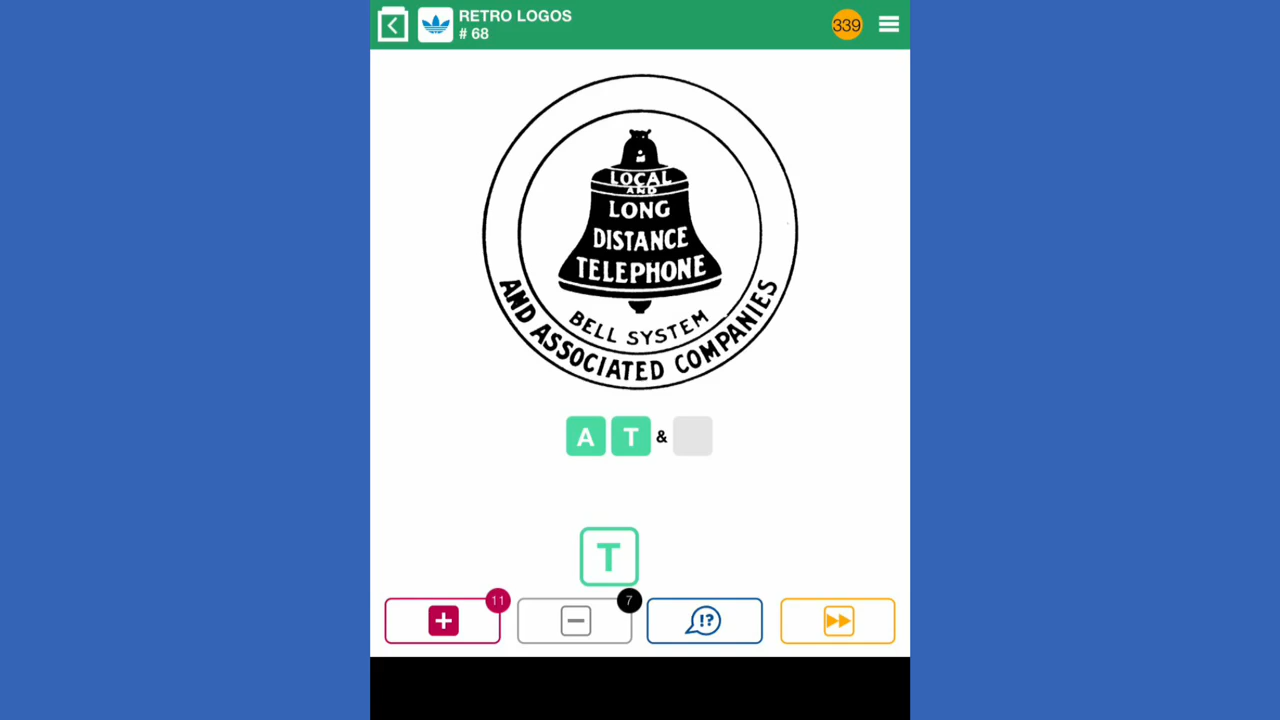 RETRO LOGOS
# 68
339
LOCAL
AND
LONG
DISTANCE
TELEPHONE
BELL SYSTEM
AND ASSOCIATED COMPANIES
A T &
T
11
7
!?